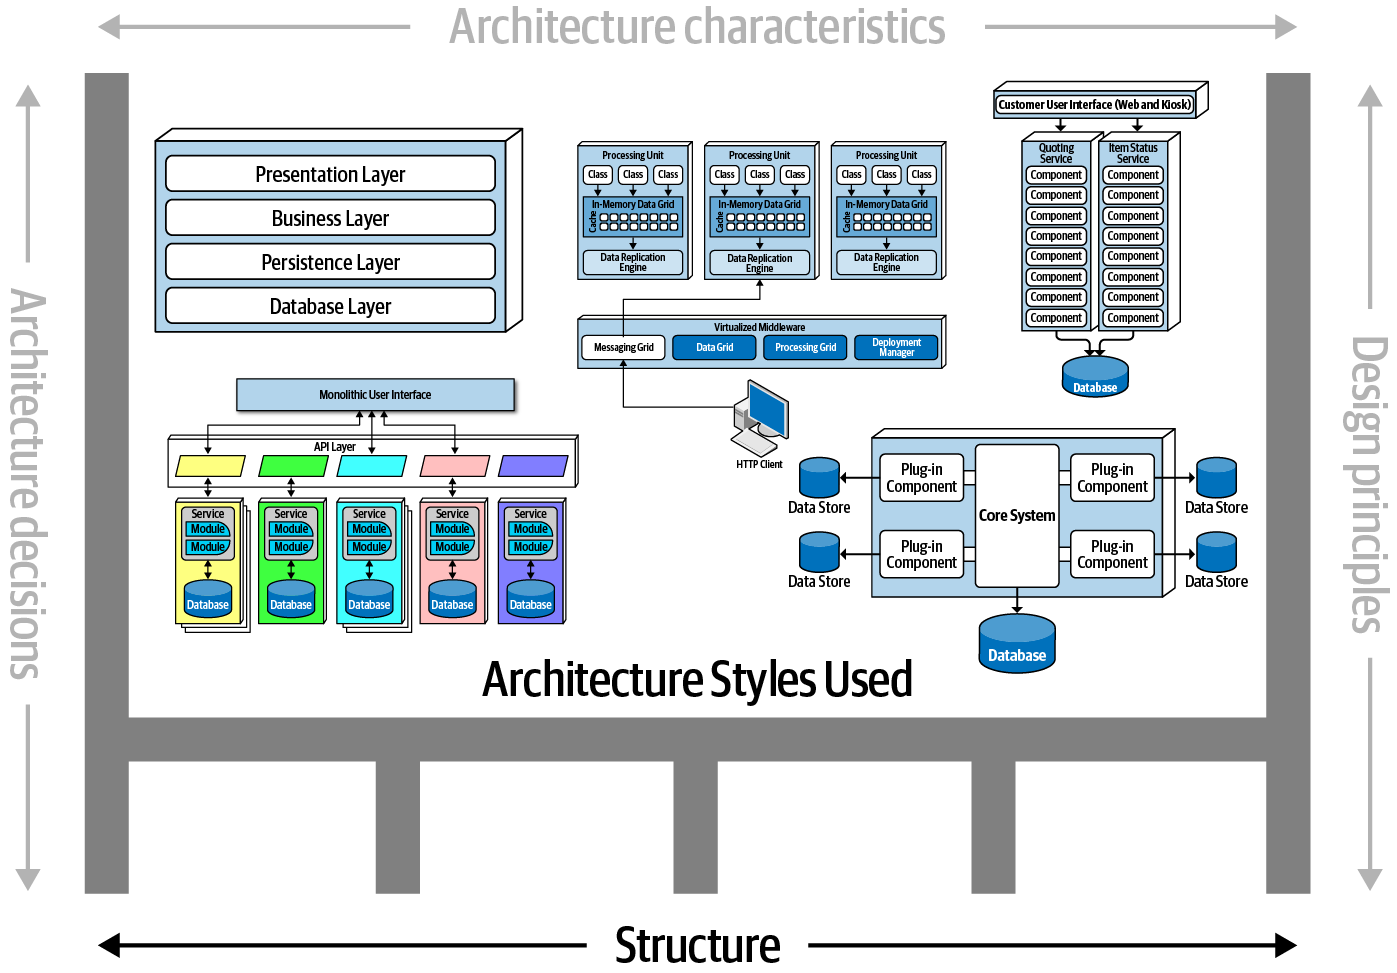 Architecture characteristics
Architecture decisions
Design principles
Presentation Layer
Business Layer
Persistence Layer
Database Layer
Processing Unit
Class
Class
Class
In-Memory Data Grid
Cache
Data Replication
Engine
Processing Unit
Class
Class
Class
In-Memory Data Grid
Cache
Data Replication
Engine
Processing Unit
Class
Class
Class
In-Memory Data Grid
Cache
Data Replication
Engine
Virtualized Middleware
Messaging Grid
Data Grid
Processing Grid
Deployment
Manager
HTTP Client
Customer User Interface (Web and Kiosk)
Quoting
Service
Component
Component
Component
Component
Component
Component
Component
Component
Item Status
Service
Component
Component
Component
Component
Component
Component
Component
Component
Database
Monolithic User Interface
API Layer
Service
Module
Module
Database
Service
Module
Module
Database
Service
Module
Module
Database
Service
Module
Module
Database
Service
Module
Module
Database
Plug-in
Component
Plug-in
Component
Core System
Plug-in
Component
Plug-in
Component
Data Store
Data Store
Data Store
Data Store
Database
Architecture Styles Used
Structure